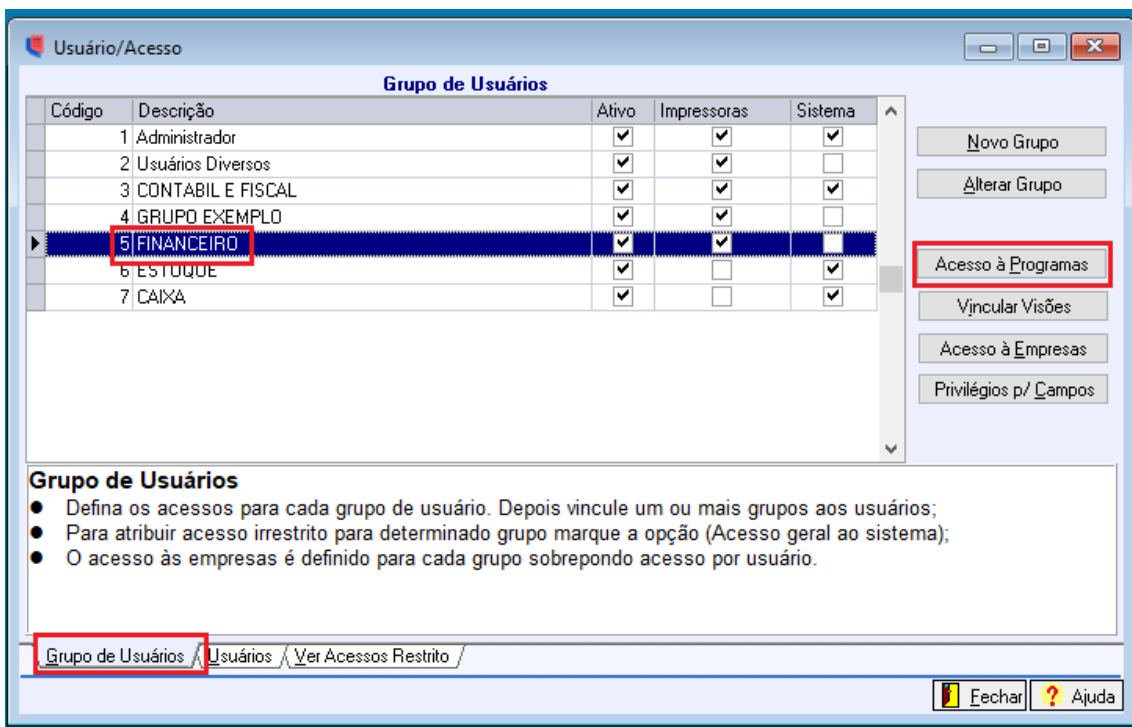 Usuário/Acesso
Grupo de Usuários
Código Descrição Ativo Impressoras Sistema
1 Administrador
2 Usuários Diversos
3 CONTABIL E FISCAL
4 GRUPO EXEMPLO
5 FINANCEIRO
6 ESTOQUE
7 CAIXA
Novo Grupo
Alterar Grupo
Acesso à Programas
Vincular Visões
Acesso à Empresas
Privilégios p/ Campos
Grupo de Usuários
● Defina os acessos para cada grupo de usuário. Depois vincule um ou mais grupos aos usuários;
● Para atribuir acesso irrestrito para determinado grupo marque a opção (Acesso geral ao sistema);
● O acesso às empresas é definido para cada grupo sobrepondo acesso por usuário.
Grupo de Usuários Usuários Ver Acessos Restrito
Fechar ? Ajuda